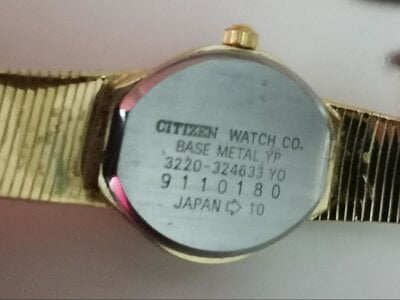 CITIZEN WATCH CO.
BASE METAL YP
3220-324633 YO
9110180
JAPAN ⇨ 10